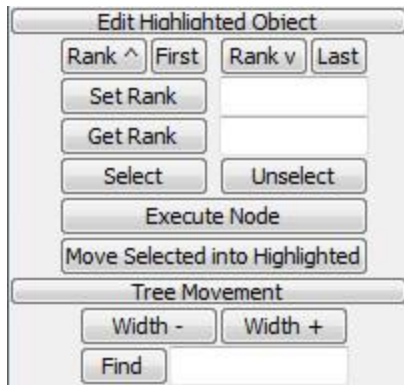 Edit Highlighted Object
Rank ^ First Rank v Last
Set Rank
Get Rank
Select Unselect
Execute Node
Move Selected into Highlighted
Tree Movement
Width - Width +
Find